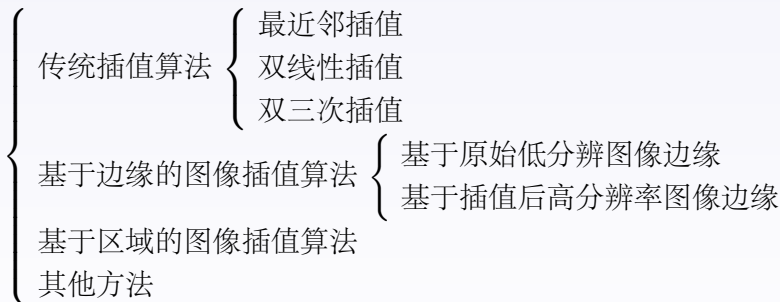 传统插值算法
最近邻插值
双线性插值
双三次插值
基于边缘的图像插值算法
基于原始低分辨图像边缘
基于插值后高分辨率图像边缘
基于区域的图像插值算法
其他方法